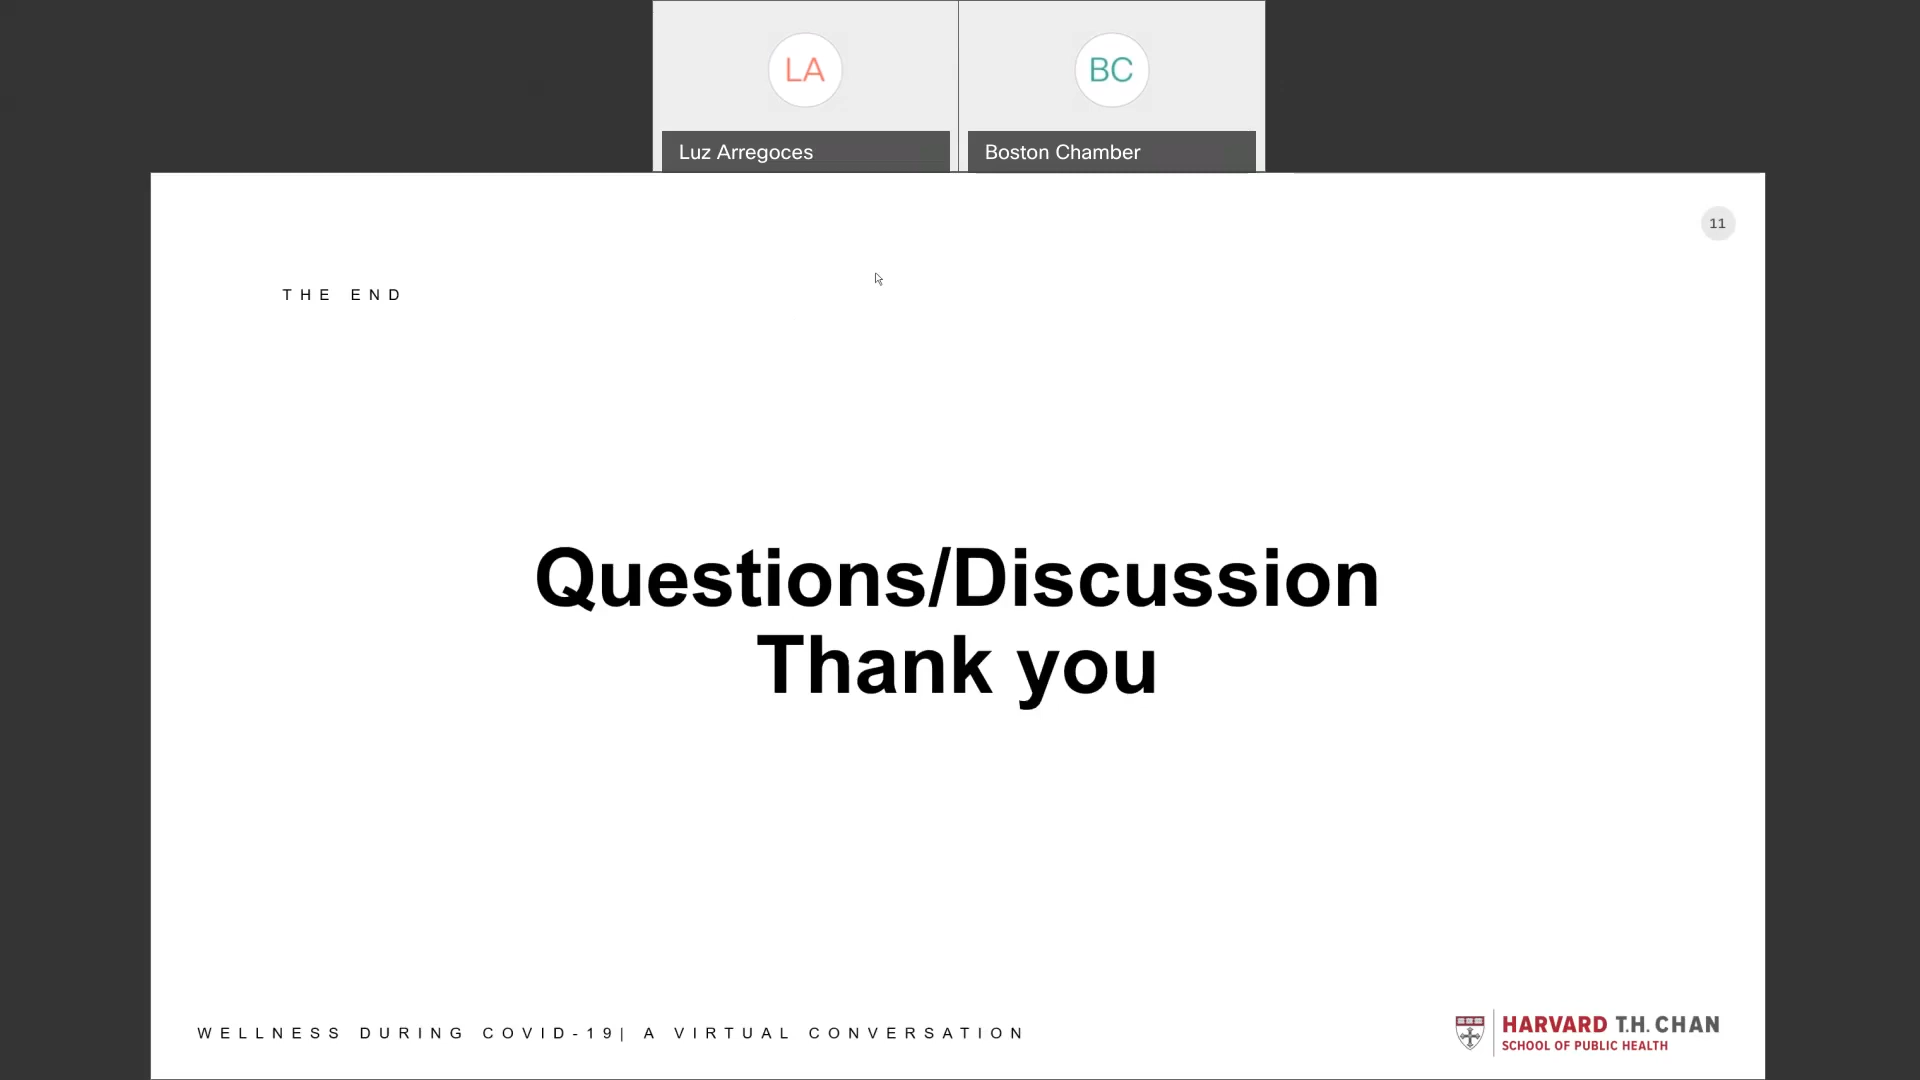 LA
BC
Luz Arregoces
Boston Chamber
11
THE END
Questions/Discussion
Thank you
WELLNESS DURING COVID-19| A VIRTUAL CONVERSATION
HARVARD T.H. CHAN
SCHOOL OF PUBLIC HEALTH